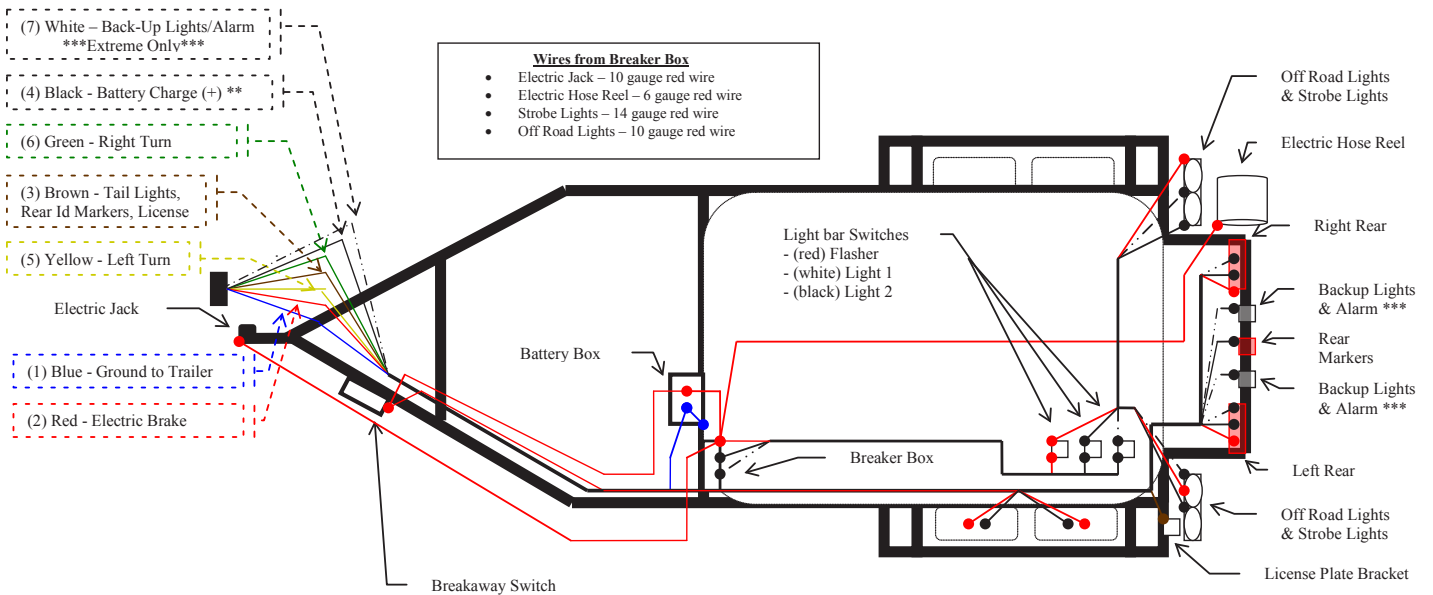 (7) White – Back-Up Lights/Alarm
***Extreme Only***
(4) Black - Battery Charge (+) **
(6) Green - Right Turn
(3) Brown - Tail Lights,
Rear Id Markers, License
(5) Yellow - Left Turn
Electric Jack
(1) Blue - Ground to Trailer
(2) Red - Electric Brake
Wires from Breaker Box
• Electric Jack – 10 gauge red wire
• Electric Hose Reel – 6 gauge red wire
• Strobe Lights – 14 gauge red wire
• Off Road Lights – 10 gauge red wire
Battery Box
Light bar Switches
- (red) Flasher
- (white) Light 1
- (black) Light 2
Breaker Box
Breakaway Switch
Off Road Lights
& Strobe Lights
Electric Hose Reel
Right Rear
Backup Lights
& Alarm ***
Rear
Markers
Backup Lights
& Alarm ***
Left Rear
Off Road Lights
& Strobe Lights
License Plate Bracket